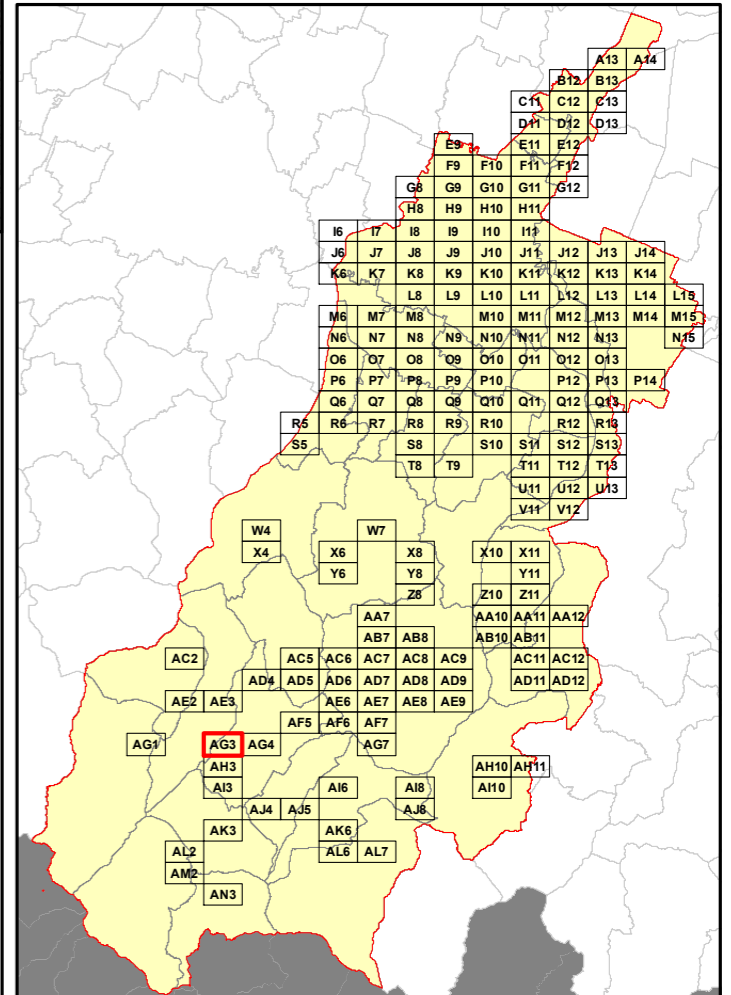 A13 A14
B12 B13
C11 C12 C13
D11 D12 D13
E9 E11 E12
F9 F10 F11 F12
G8 G9 G10 G11 G12
H8 H9 H10 H11
I6 I7 I8 I9 I10 I11
J6 J7 J8 J9 J10 J11 J12 J13 J14
K6 K7 K8 K9 K10 K11 K12 K13 K14
L8 L9 L10 L11 L12 L13 L14 L15
M6 M7 M8 M10 M11 M12 M13 M14 M15
N6 N7 N8 N9 N10 N11 N12 N13 N15
O6 O7 O8 O9 O10 O11 O12 O13
P6 P7 P8 P9 P10 P12 P13 P14
Q6 Q7 Q8 Q9 Q10 Q11 Q12 Q13
R5 R6 R7 R8 R9 R10 R12 R13
S5 S8 S10 S11 S12 S13
T8 T9 T11 T12 T13
U11 U12 U13
V11 V12
W4 W7
X4 X6 X8 X10 X11
Y6 Y8 Y11
Z8 Z10 Z11
AA7 AA10 AA11 AA12
AB7 AB8 AB10 AB11
AC2 AC5 AC6 AC7 AC8 AC9 AC11 AC12
AD4 AD5 AD6 AD7 AD8 AD9 AD11 AD12
AE2 AE3 AE6 AE7 AE8 AE9
AF5 AF6 AF7
AG1 AG3 AG4 AG7
AH3 AH10 AH11
AI3 AI6 AI8 AI10
AJ4 AJ5 AJ8
AK3 AK6
AL2 AL6 AL7
AM2
AN3